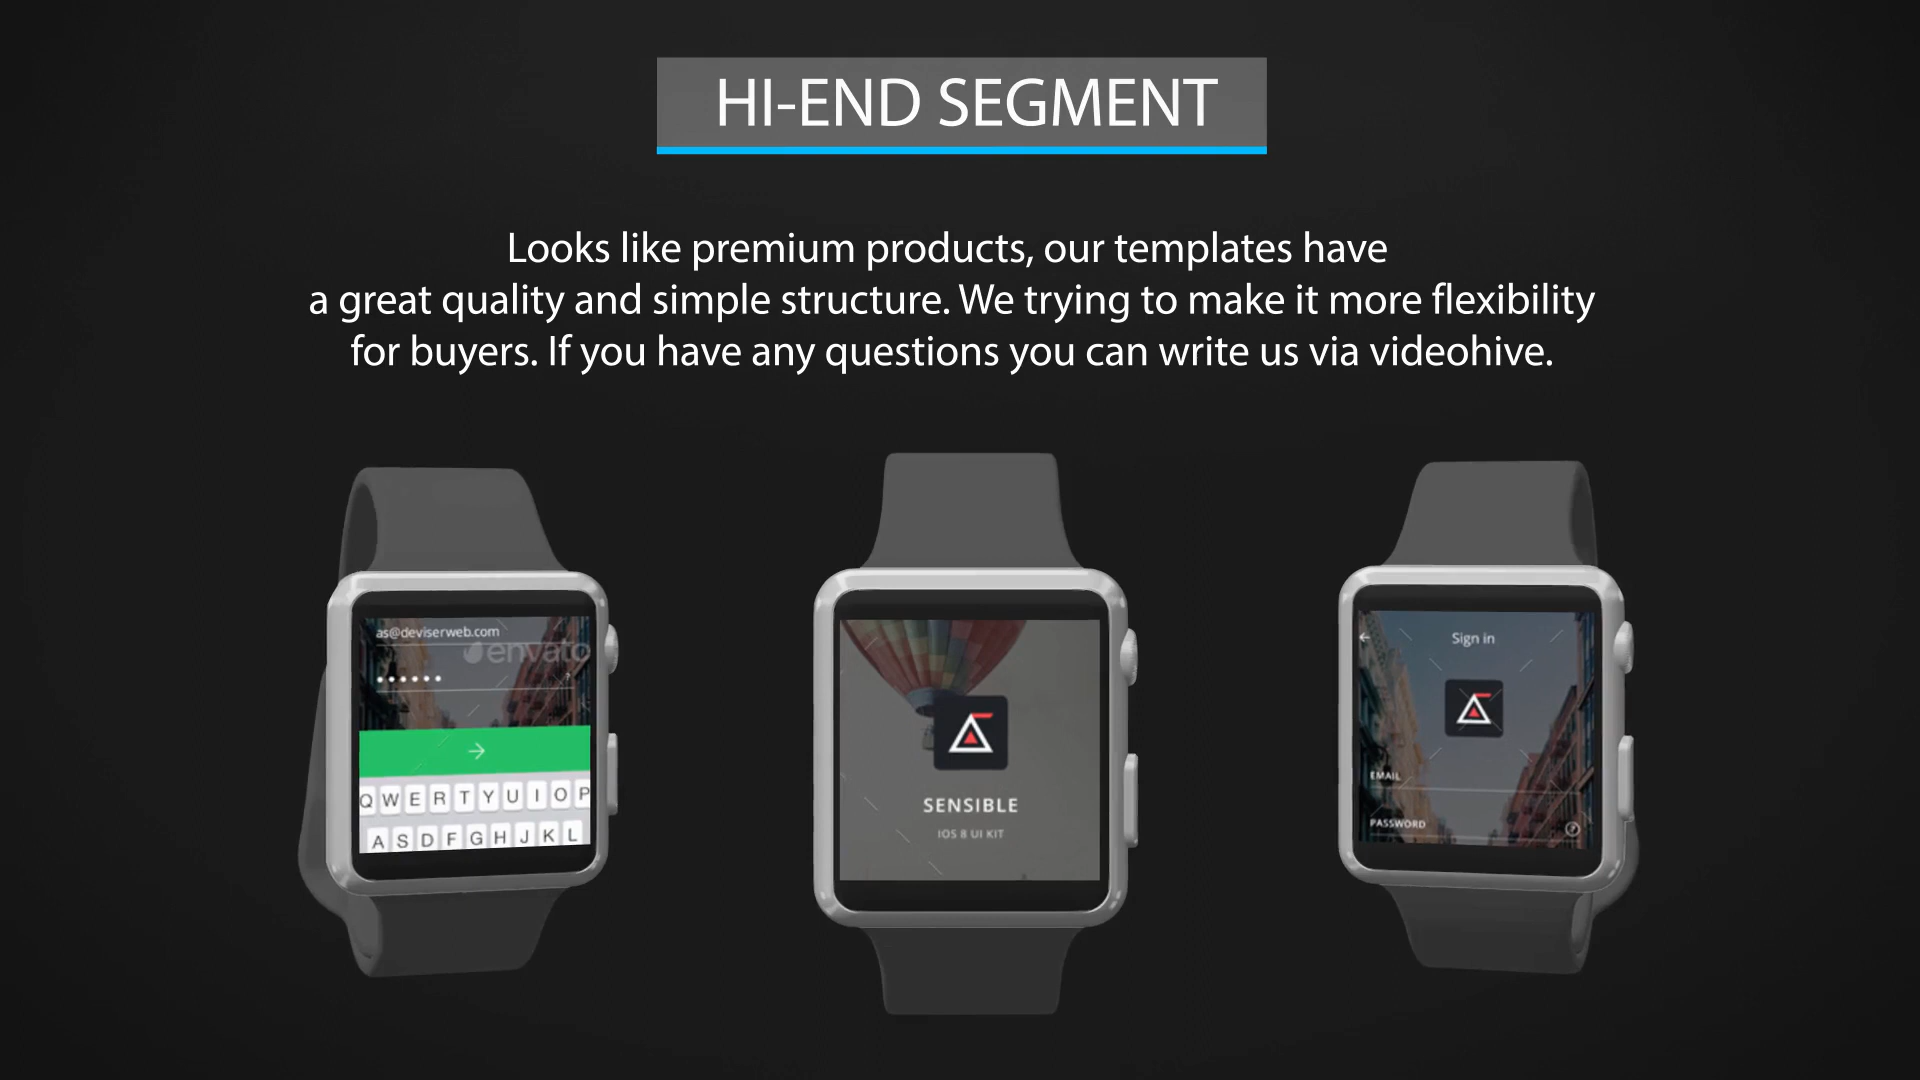 HI-END SEGMENT
Looks like premium products, our templates have
a great quality and simple structure. We trying to make it more flexibility
for buyers. If you have any questions you can write us via videohive.
as@deviserweb.com
envato
?
Q W E R T Y U I O P
A S D F G H J K L
SENSIBLE
IOS 8 UI KIT
Sign in
EMAIL
PASSWORD
?